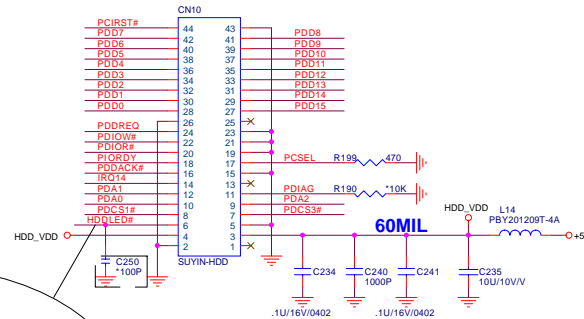 CN10
PCIRST# 44 43
PDD7 42 41 PDD8
PDD6 40 39 PDD9
PDD5 38 37 PDD10
PDD4 36 35 PDD11
PDD3 34 33 PDD12
PDD2 32 31 PDD13
PDD1 30 29 PDD14
PDD0 28 27 PDD15
26 25
PDDREQ 24 23
PDIOW# 22 21
PDIOR# 20 19
PIORDY 18 17 PCSEL R199 470
PDDACK# 16 15
IRQ14 14 13
PDA1 12 11 PDIAG R190 *10K
PDA0 10 9 PDA2
PDCS1# 8 7 PDCS3#
HDDLED# 6 5
HDD_VDD 4 3 60MIL HDD_VDD L14
PBY201209T-4A
+5
2 1
SUYIN-HDD
C250
*100P
C234
.1U/16V/0402
C240
1000P
C241
.1U/16V/0402
C235
10U/10V/V